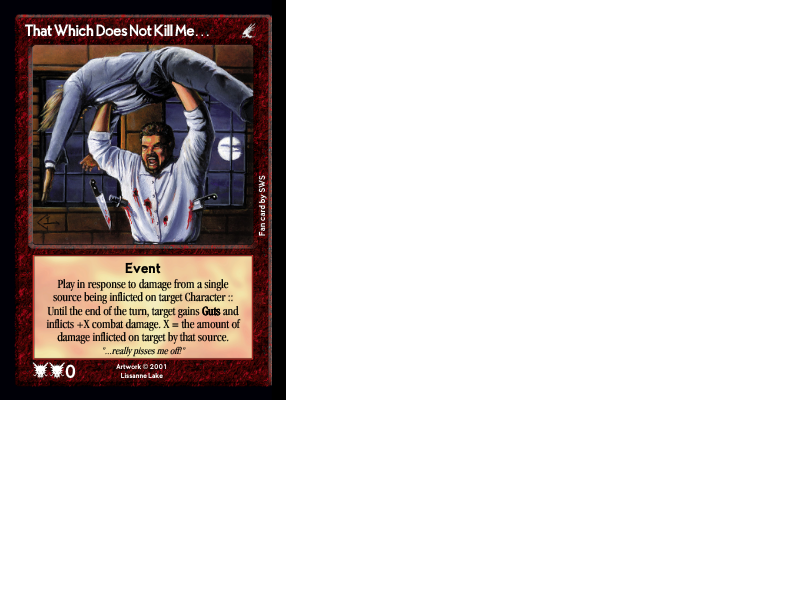 That Which Does Not Kill Me...
Fan card by SWS
Event
Play in response to damage from a single
source being inflicted on target Character ::
Until the end of the turn, target gains Guts and
inflicts +X combat damage. X = the amount of
damage inflicted on target by that source.
"...really pisses me off!"
0
Artwork © 2001
Lissanne Lake